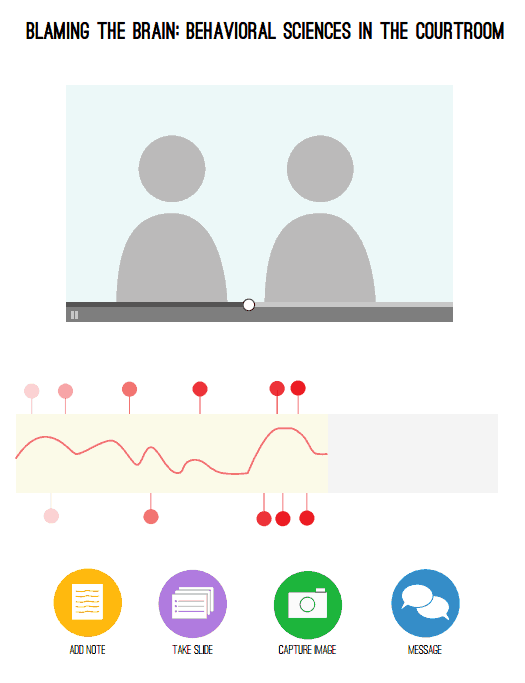 BLAMING THE BRAIN: BEHAVIORAL SCIENCES IN THE COURTROOM
ADD NOTE
TAKE SLIDE
CAPTURE IMAGE
MESSAGE